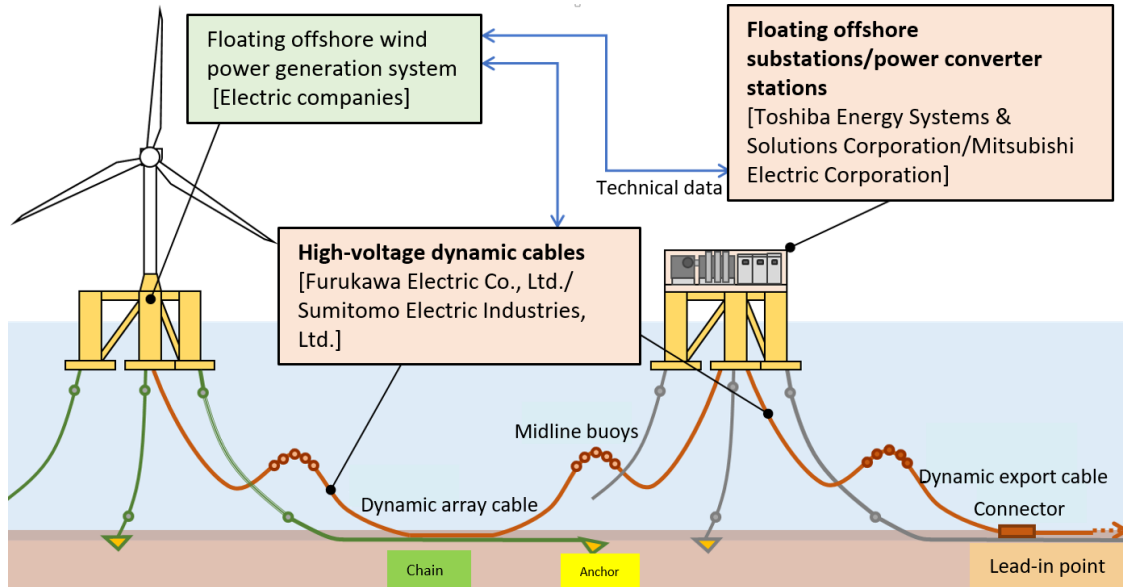 Floating offshore wind
power generation system
[Electric companies]
Floating offshore
substations/power converter
stations
[Toshiba Energy Systems &
Solutions Corporation/Mitsubishi
Electric Corporation]
Technical data
High-voltage dynamic cables
[Furukawa Electric Co., Ltd./
Sumitomo Electric Industries,
Ltd.]
Midline buoys
Dynamic array cable
Dynamic export cable
Connector
Chain
Anchor
Lead-in point